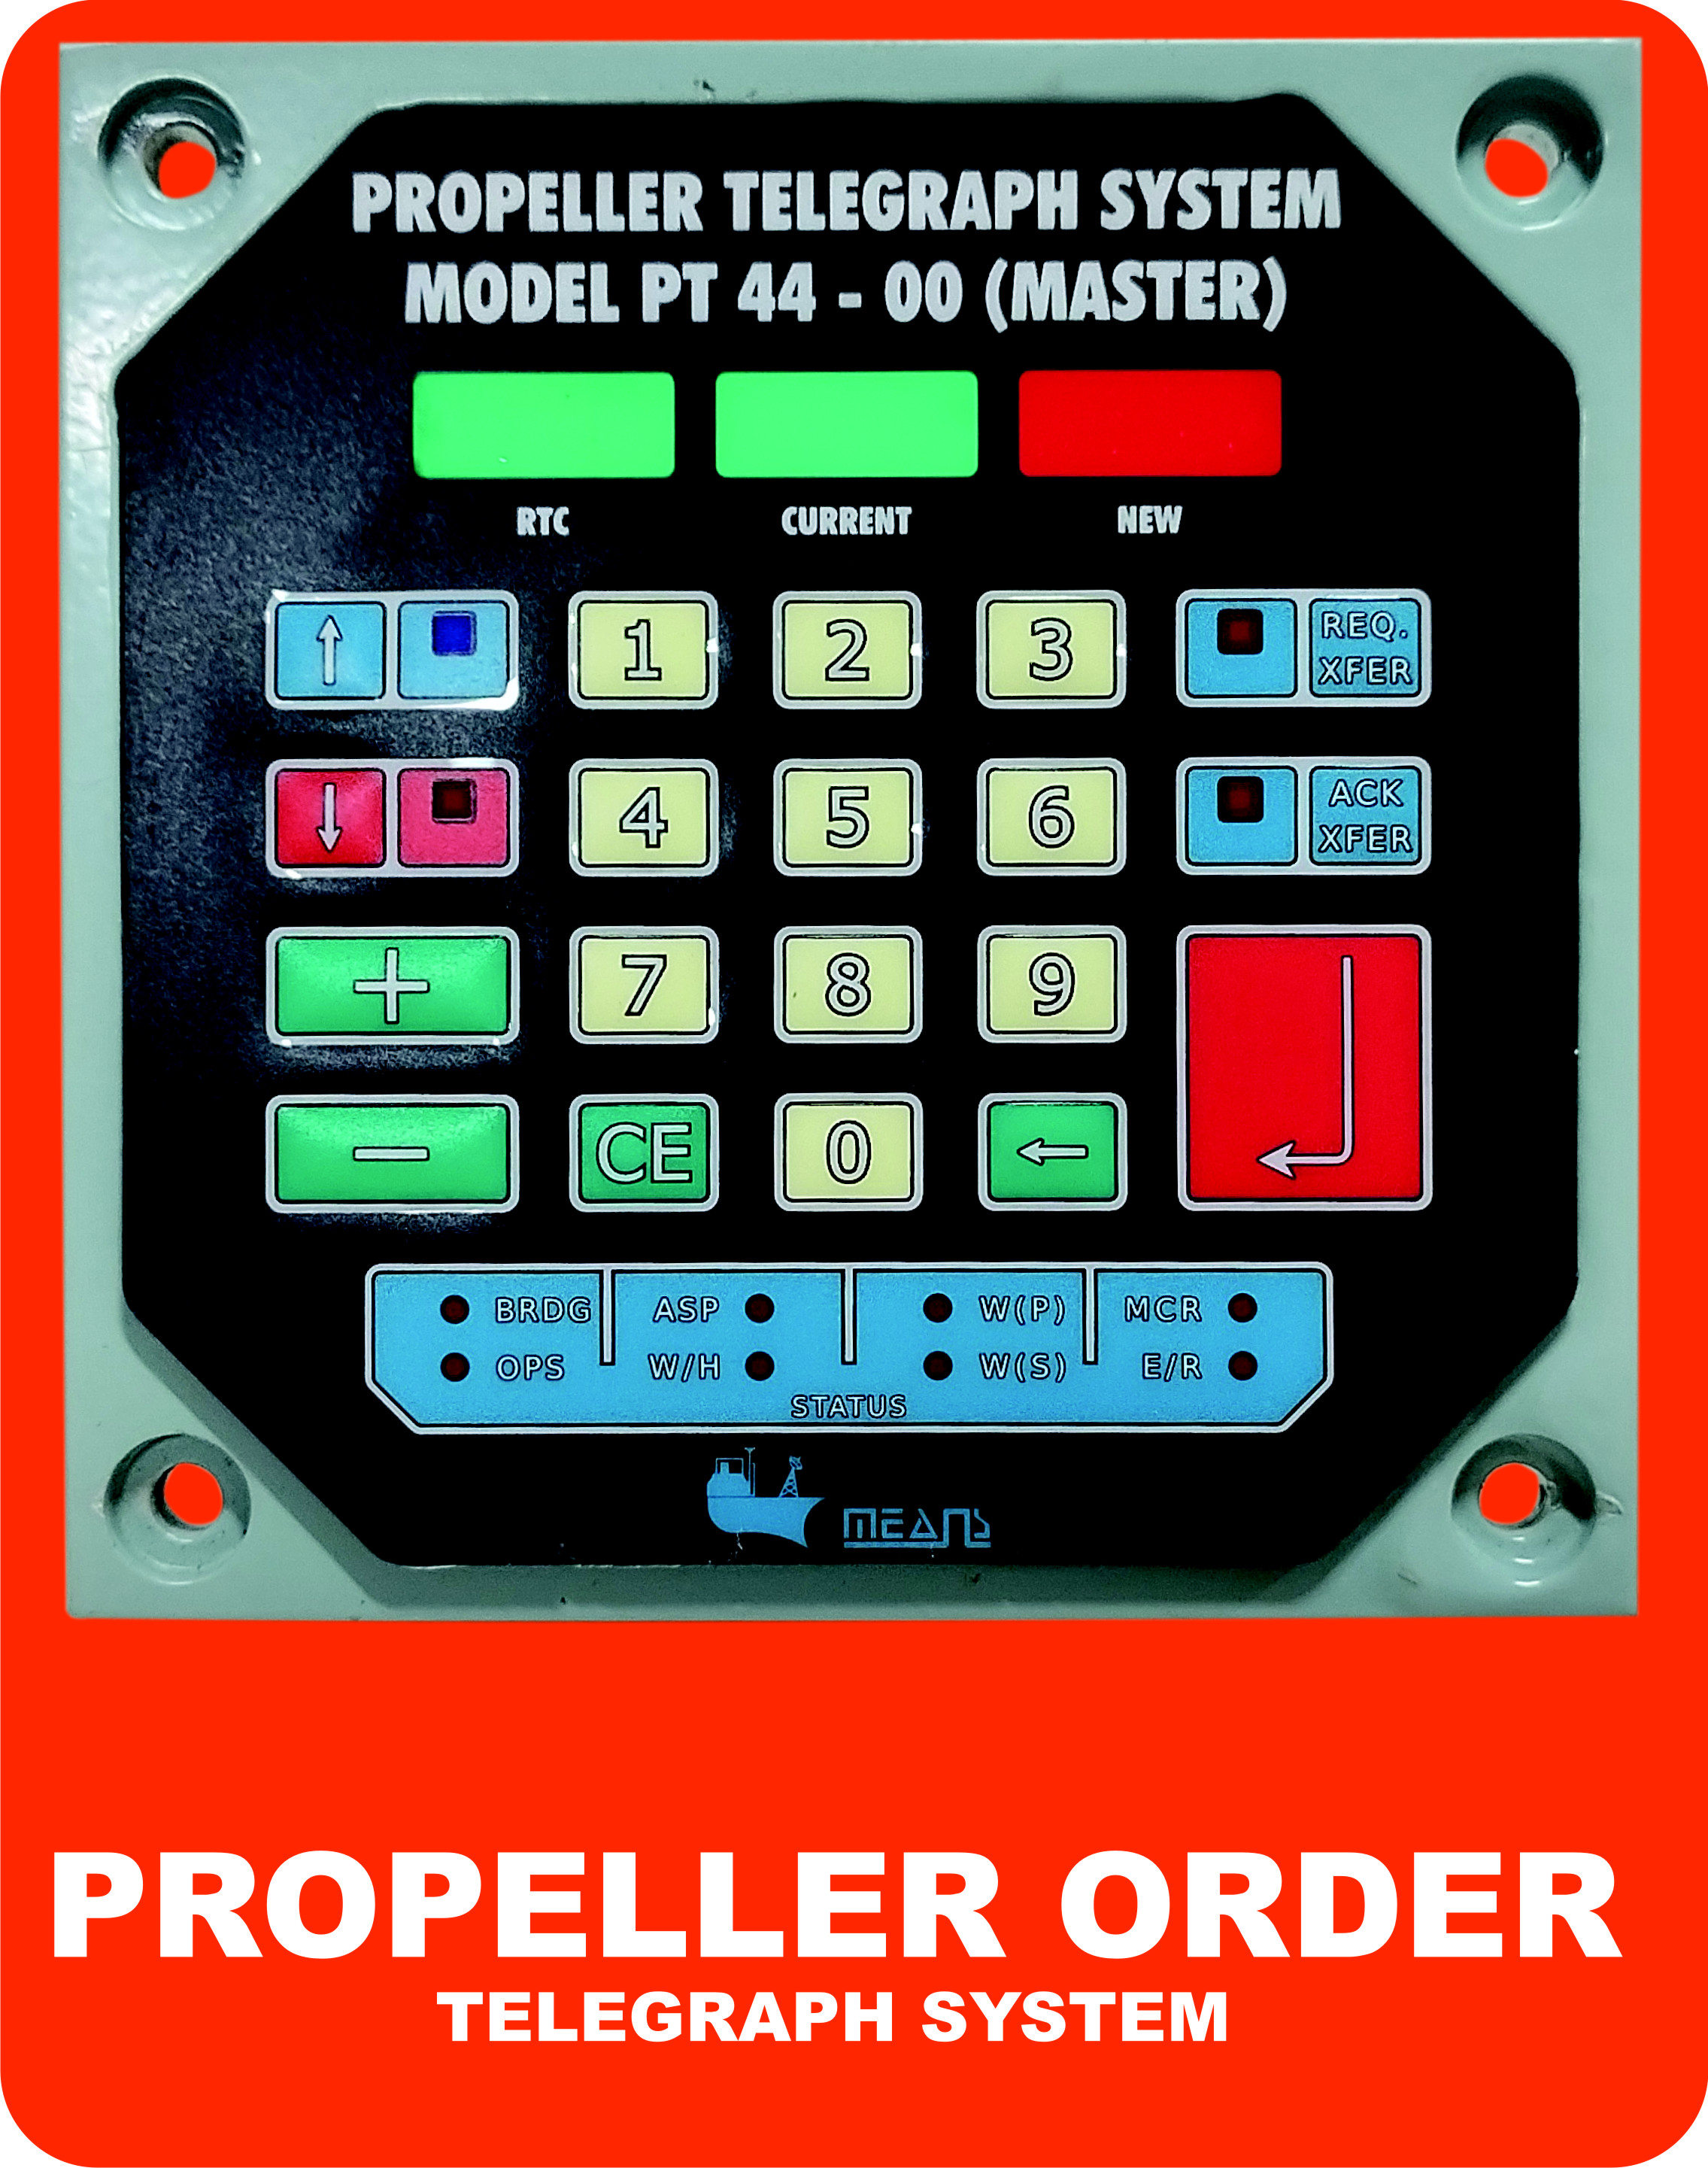 PROPELLER TELEGRAPH SYSTEM
MODEL PT 44 - 00 (MASTER)
RTC CURRENT NEW
↑ 1 2 3 REQ. XFER
↓ 4 5 6 ACK XFER
+ 7 8 9
- CE 0 ←
BRDG ASP W(P) MCR
OPS W/H W(S) E/R
STATUS
MEANS
PROPELLER ORDER
TELEGRAPH SYSTEM